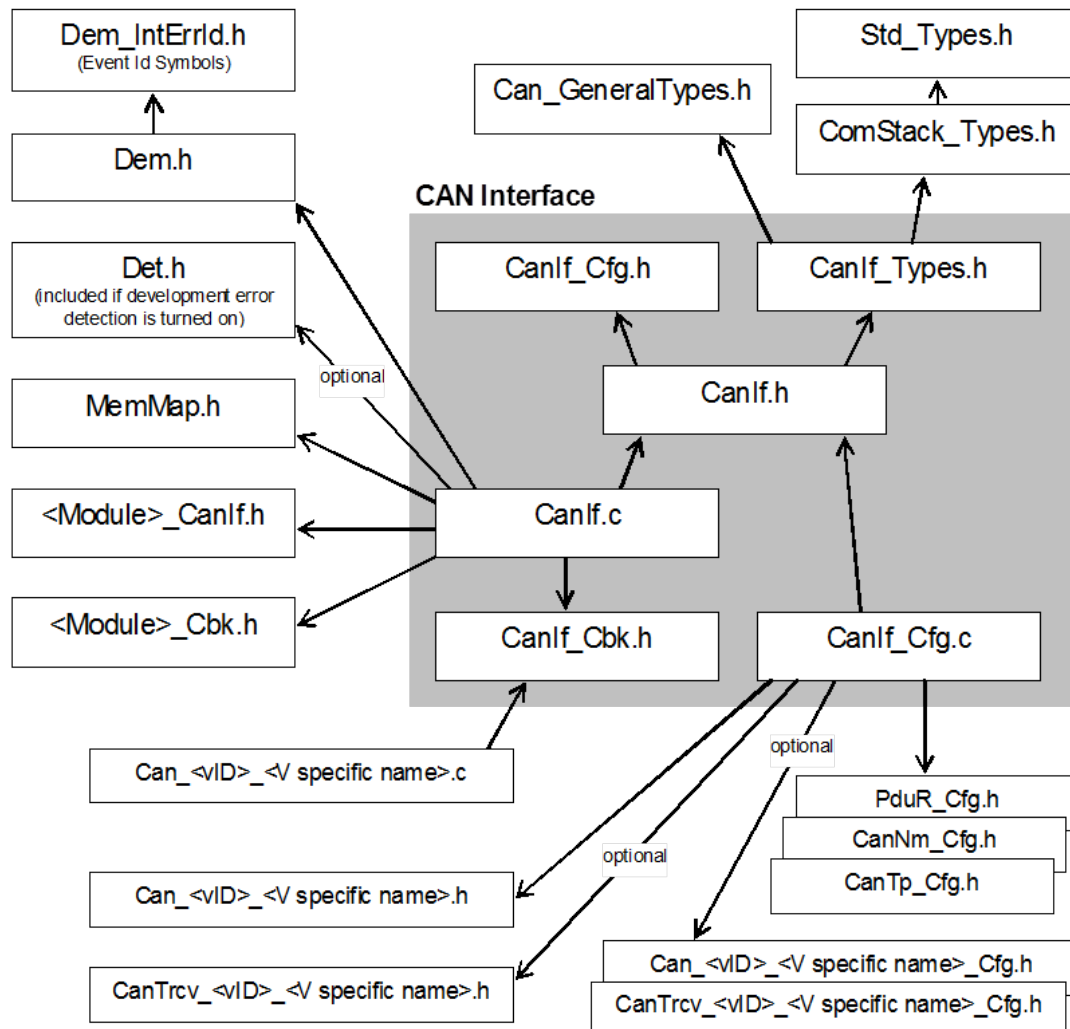 Dem_IntErrId.h
(Event Id Symbols)
Std_Types.h
Can_GeneralTypes.h
ComStack_Types.h
Dem.h
CAN Interface
Det.h
(included if development error
detection is turned on)
CanIf_Cfg.h
CanIf_Types.h
optional
MemMap.h
CanIf.h
<Module>_CanIf.h
CanIf.c
<Module>_Cbk.h
CanIf_Cbk.h
CanIf_Cfg.c
optional
Can_<vID>_<V specific name>.c
PduR_Cfg.h
CanNm_Cfg.h
optional
CanTp_Cfg.h
Can_<vID>_<V specific name>.h
Can_<vID>_<V specific name>_Cfg.h
CanTrcv_<vID>_<V specific name>.h
CanTrcv_<vID>_<V specific name>_Cfg.h